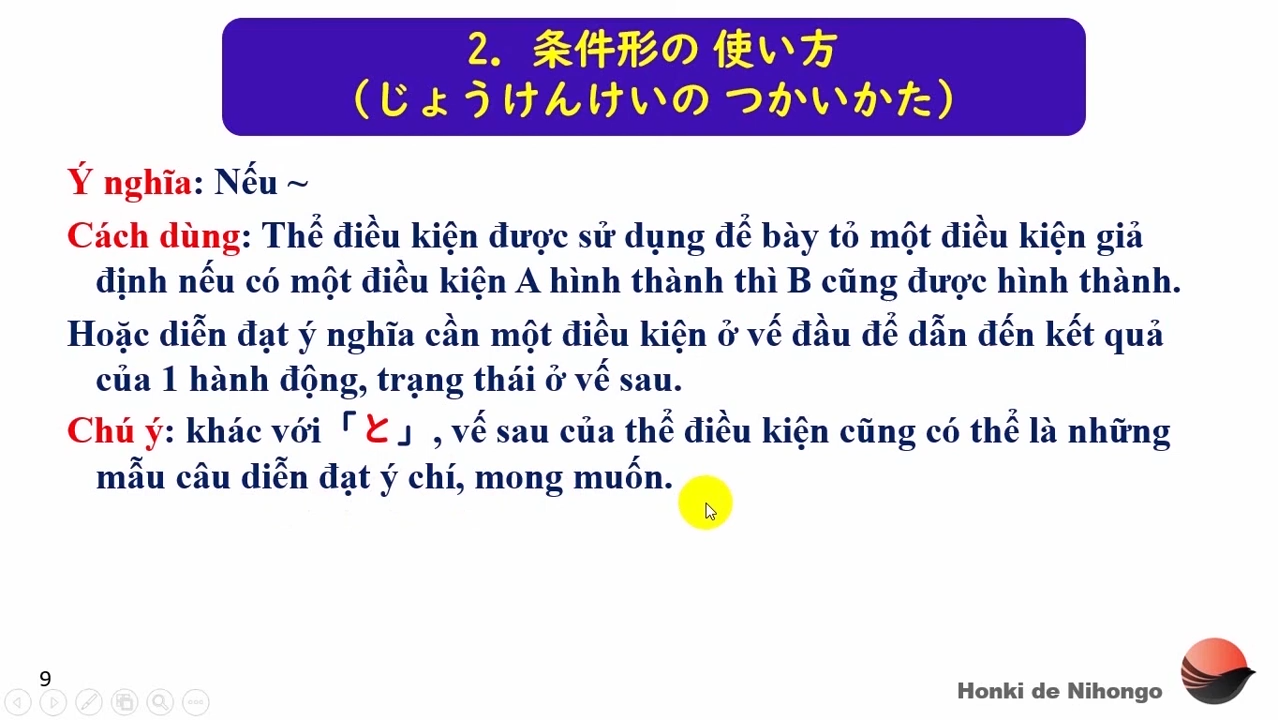 2. 条件形の 使い方
（じょうけんけいの つかいかた）
Ý nghĩa: Nếu ~
Cách dùng: Thể điều kiện được sử dụng để bày tỏ một điều kiện giả
định nếu có một điều kiện A hình thành thì B cũng được hình thành.
Hoặc diễn đạt ý nghĩa cần một điều kiện ở vế đầu để dẫn đến kết quả
của 1 hành động, trạng thái ở vế sau.
Chú ý: khác với「と」, vế sau của thể điều kiện cũng có thể là những
mẫu câu diễn đạt ý chí, mong muốn.
9
Honki de Nihongo